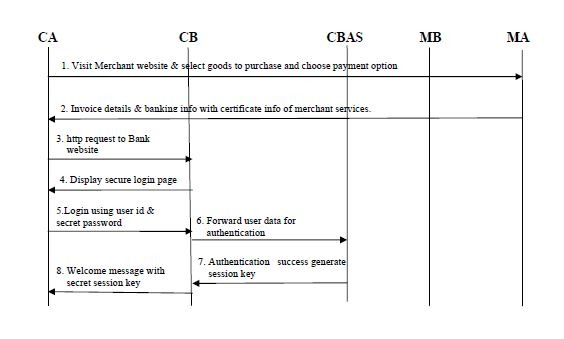 CA CB CBAS MB MA
1. Visit Merchant website & select goods to purchase and choose payment option
2. Invoice details & banking info with certificate info of merchant services.
3. http request to Bank
website
4. Display secure login page
5.Login using user id &
secret password
6. Forward user data for
authentication
7. Authentication success generate
session key
8. Welcome message with
secret session key